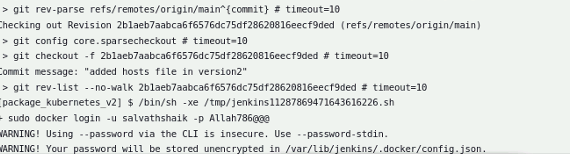 > git rev-parse refs/remotes/origin/main^{commit} # timeout=10
Checking out Revision 2b1aeb7aabca6f6576dc75df28620816eecf9ded (refs/remotes/origin/main)
> git config core.sparsecheckout # timeout=10
> git checkout -f 2b1aeb7aabca6f6576dc75df28620816eecf9ded # timeout=10
Commit message: "added hosts file in version2"
> git rev-list --no-walk 2b1aeb7aabca6f6576dc75df28620816eecf9ded # timeout=10
[package_kubernetes_v2] $ /bin/sh -xe /tmp/jenkins11287869471643616226.sh
+ sudo docker login -u salvathshaik -p Allah786@@@
WARNING! Using --password via the CLI is insecure. Use --password-stdin.
WARNING! Your password will be stored unencrypted in /var/lib/jenkins/.docker/config.json.